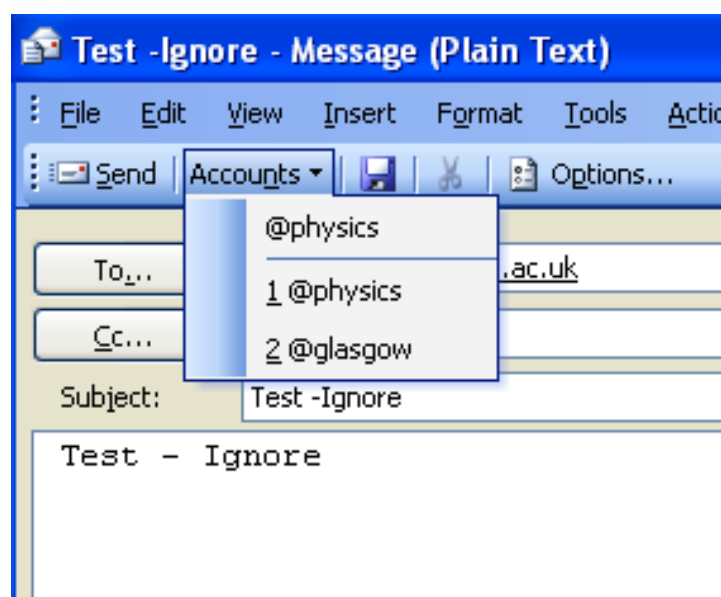 Test -Ignore - Message (Plain Text)
File Edit View Insert Format Tools
Send Accounts Options...
@physics
To... .ac.uk
1 @physics
Cc...
2 @glasgow
Subject: Test -Ignore
Test - Ignore